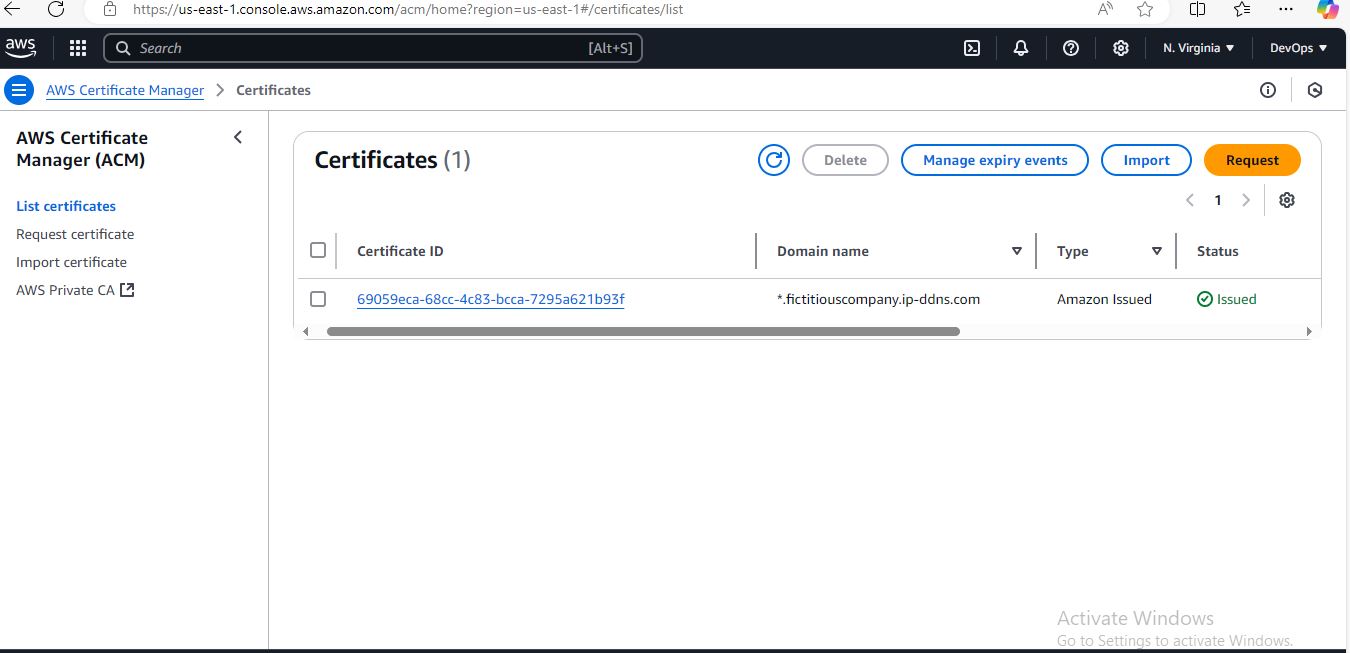 https://us-east-1.console.aws.amazon.com/acm/home?region=us-east-1#/certificates/list
aws
Search [Alt+S] N. Virginia DevOps
AWS Certificate Manager > Certificates
AWS Certificate Manager (ACM)
List certificates
Request certificate
Import certificate
AWS Private CA
Certificates (1)
Delete Manage expiry events Import Request
1
Certificate ID Domain name Type Status
69059eca-68cc-4c83-bcca-7295a621b93f *.fictitiouscompany.ip-ddns.com Amazon Issued Issued
Activate Windows
Go to Settings to activate Windows.